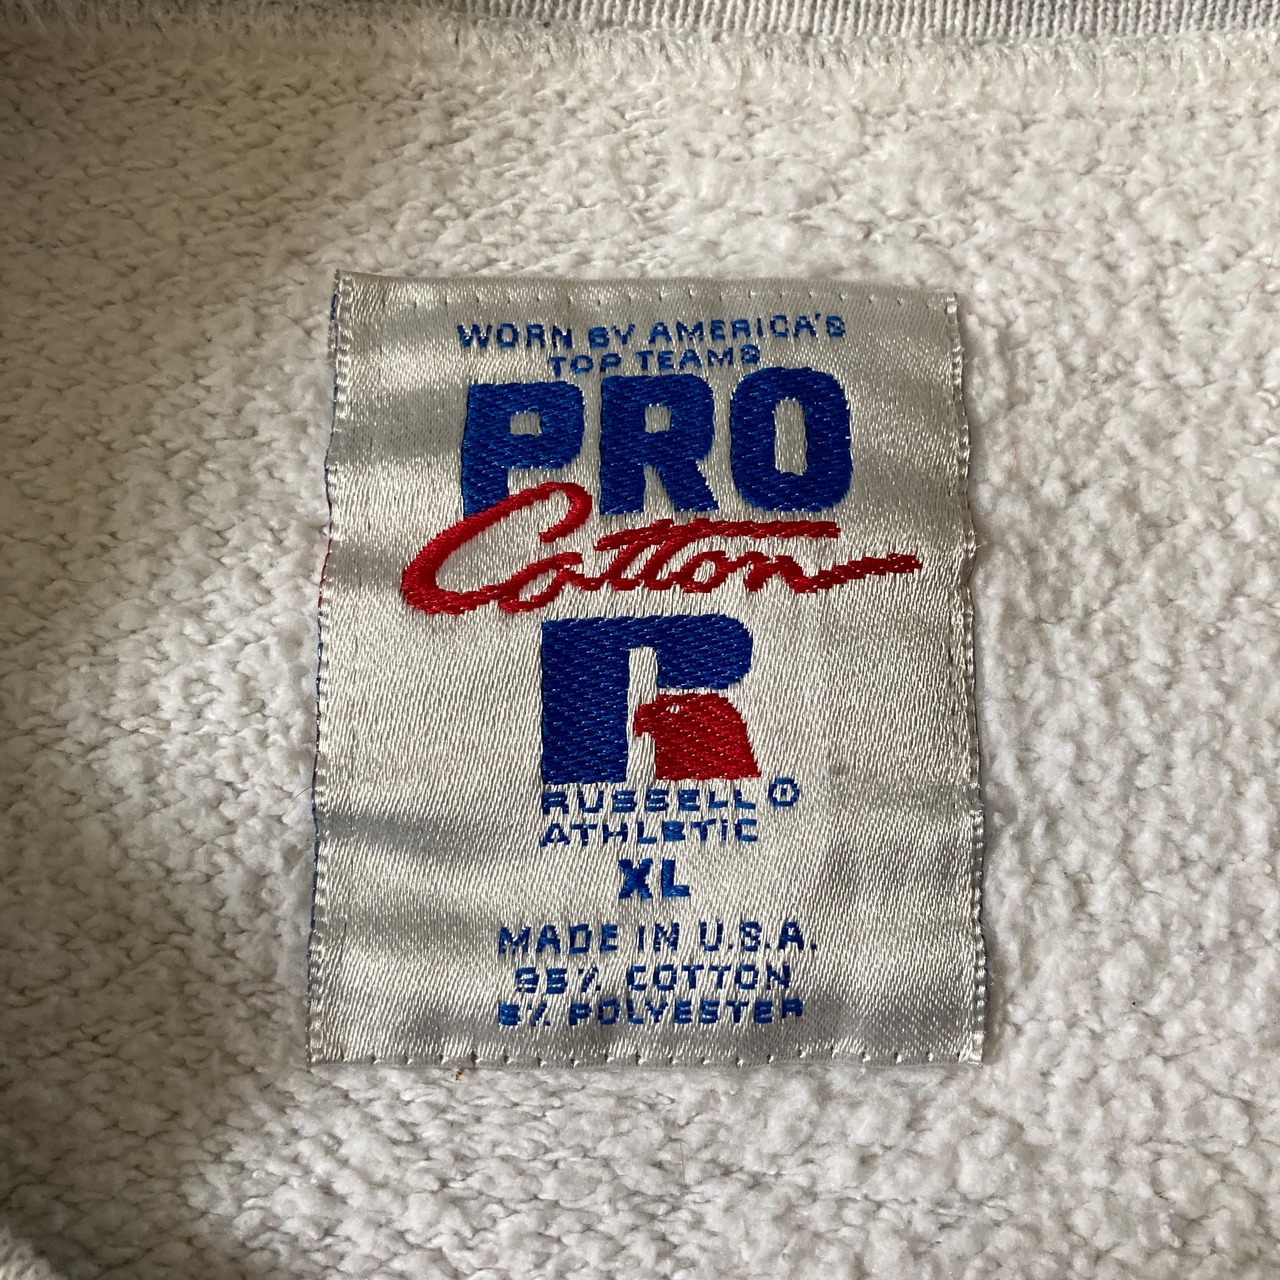 WORN BY AMERICA'S
TOP TEAMS
PRO
Cotton
R
RUSSELL ®
ATHLETIC
XL
MADE IN U.S.A.
95% COTTON
5% POLYESTER